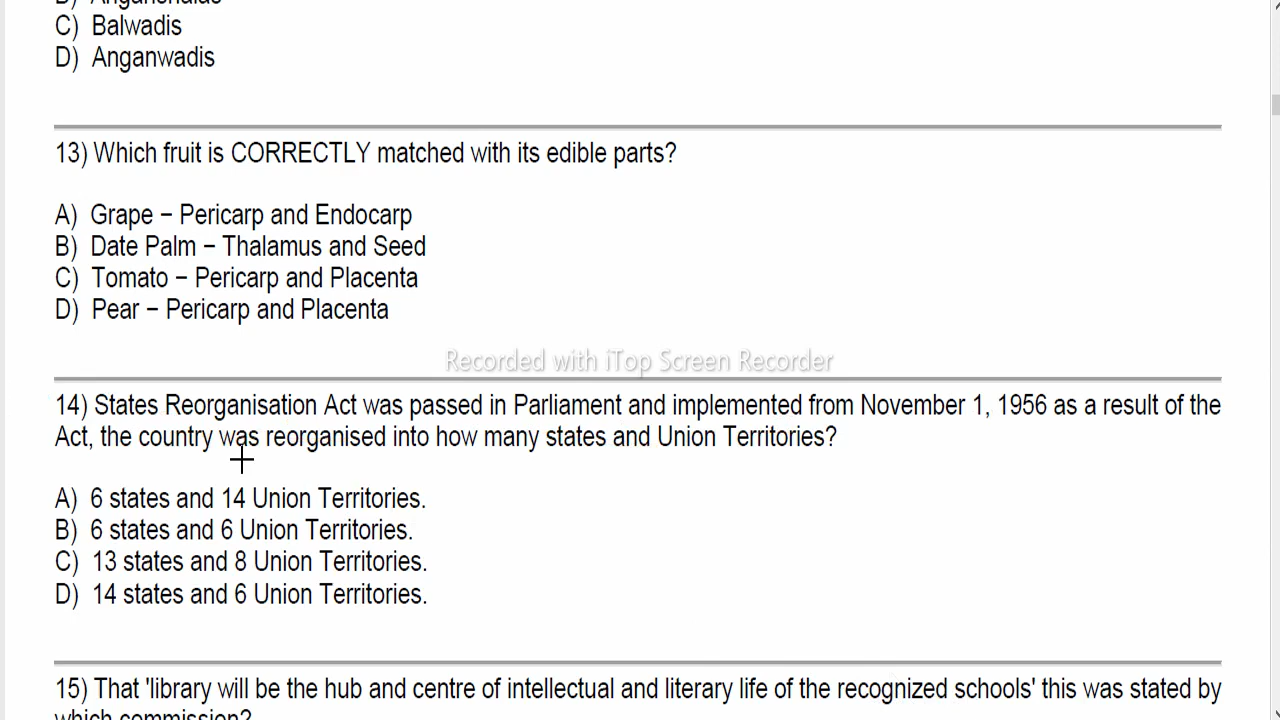 C) Balwadis
D) Anganwadis
13) Which fruit is CORRECTLY matched with its edible parts?
A) Grape − Pericarp and Endocarp
B) Date Palm − Thalamus and Seed
C) Tomato − Pericarp and Placenta
D) Pear − Pericarp and Placenta
Recorded with iTop Screen Recorder
14) States Reorganisation Act was passed in Parliament and implemented from November 1, 1956 as a result of the
Act, the country was reorganised into how many states and Union Territories?
A) 6 states and 14 Union Territories.
B) 6 states and 6 Union Territories.
C) 13 states and 8 Union Territories.
D) 14 states and 6 Union Territories.
15) That 'library will be the hub and centre of intellectual and literary life of the recognized schools' this was stated by
which commission?